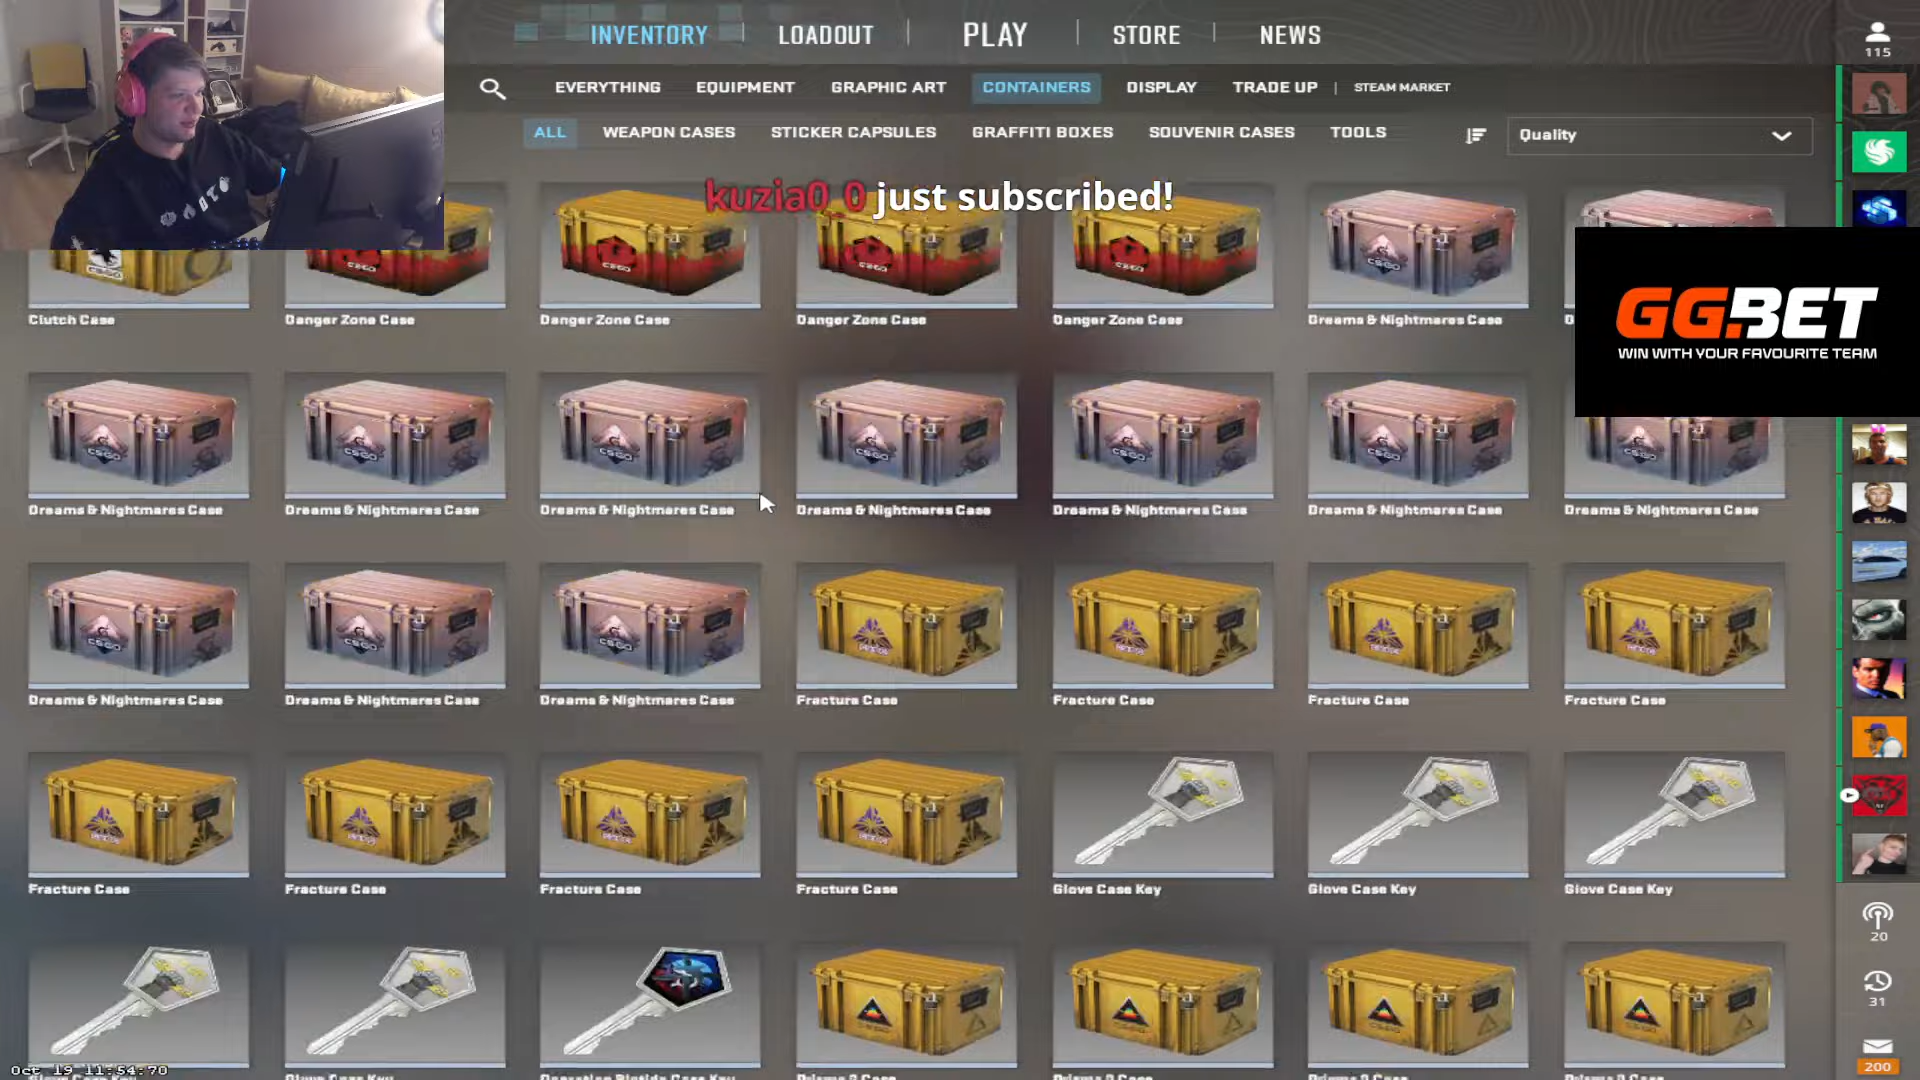 INVENTORY LOADOUT PLAY STORE NEWS
115
EVERYTHING EQUIPMENT GRAPHIC ART CONTAINERS DISPLAY TRADE UP | STEAM MARKET
ALL WEAPON CASES STICKER CAPSULES GRAFFITI BOXES SOUVENIR CASES TOOLS Quality
kuzia0_0 just subscribed!
GG.BET
WIN WITH YOUR FAVOURITE TEAM
Clutch Case Danger Zone Case Danger Zone Case Danger Zone Case Danger Zone Case Dreams & Nightmares Case
Dreams & Nightmares Case Dreams & Nightmares Case Dreams & Nightmares Case Dreams & Nightmares Case Dreams & Nightmares Case Dreams & Nightmares Case Dreams & Nightmares Case
Dreams & Nightmares Case Dreams & Nightmares Case Dreams & Nightmares Case Fracture Case Fracture Case Fracture Case Fracture Case
Fracture Case Fracture Case Fracture Case Fracture Case Glove Case Key Glove Case Key Glove Case Key
20
31
200
Oct 19 11:54:70